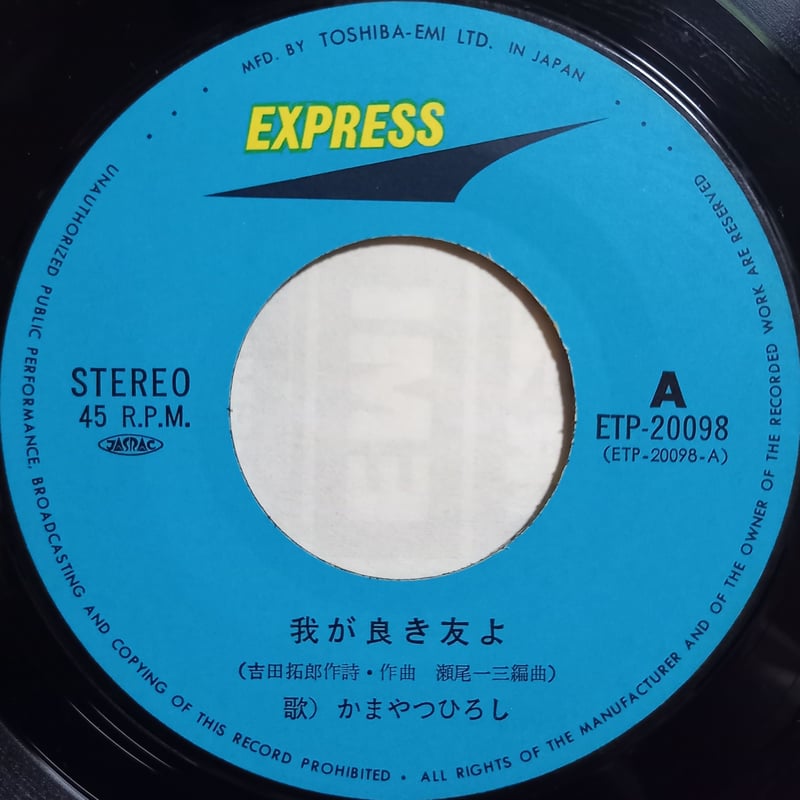 MFD. BY TOSHIBA-EMI LTD. IN JAPAN
EXPRESS
STEREO
45 R.P.M.
JASRAC
A
ETP-20098
(ETP-20098-A)
我が良き友よ
(吉田拓郎作詩・作曲 瀬尾一三編曲)
歌) かまやつひろし
UNAUTHORIZED PUBLIC PERFORMANCE, BROADCASTING AND COPYING OF THIS RECORD PROHIBITED • ALL RIGHTS OF THE MANUFACTURER AND OF THE OWNER OF THE RECORDED WORK ARE RESERVED